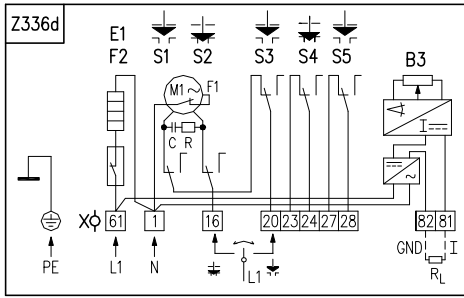 Z336d
E1 S1 S2 S3 S4 S5 B3
F2
M1 ~ F1
C R
I
~
X 61 1 16 20 23 24 27 28 82 81
GND I
PE L1 N L1 RL